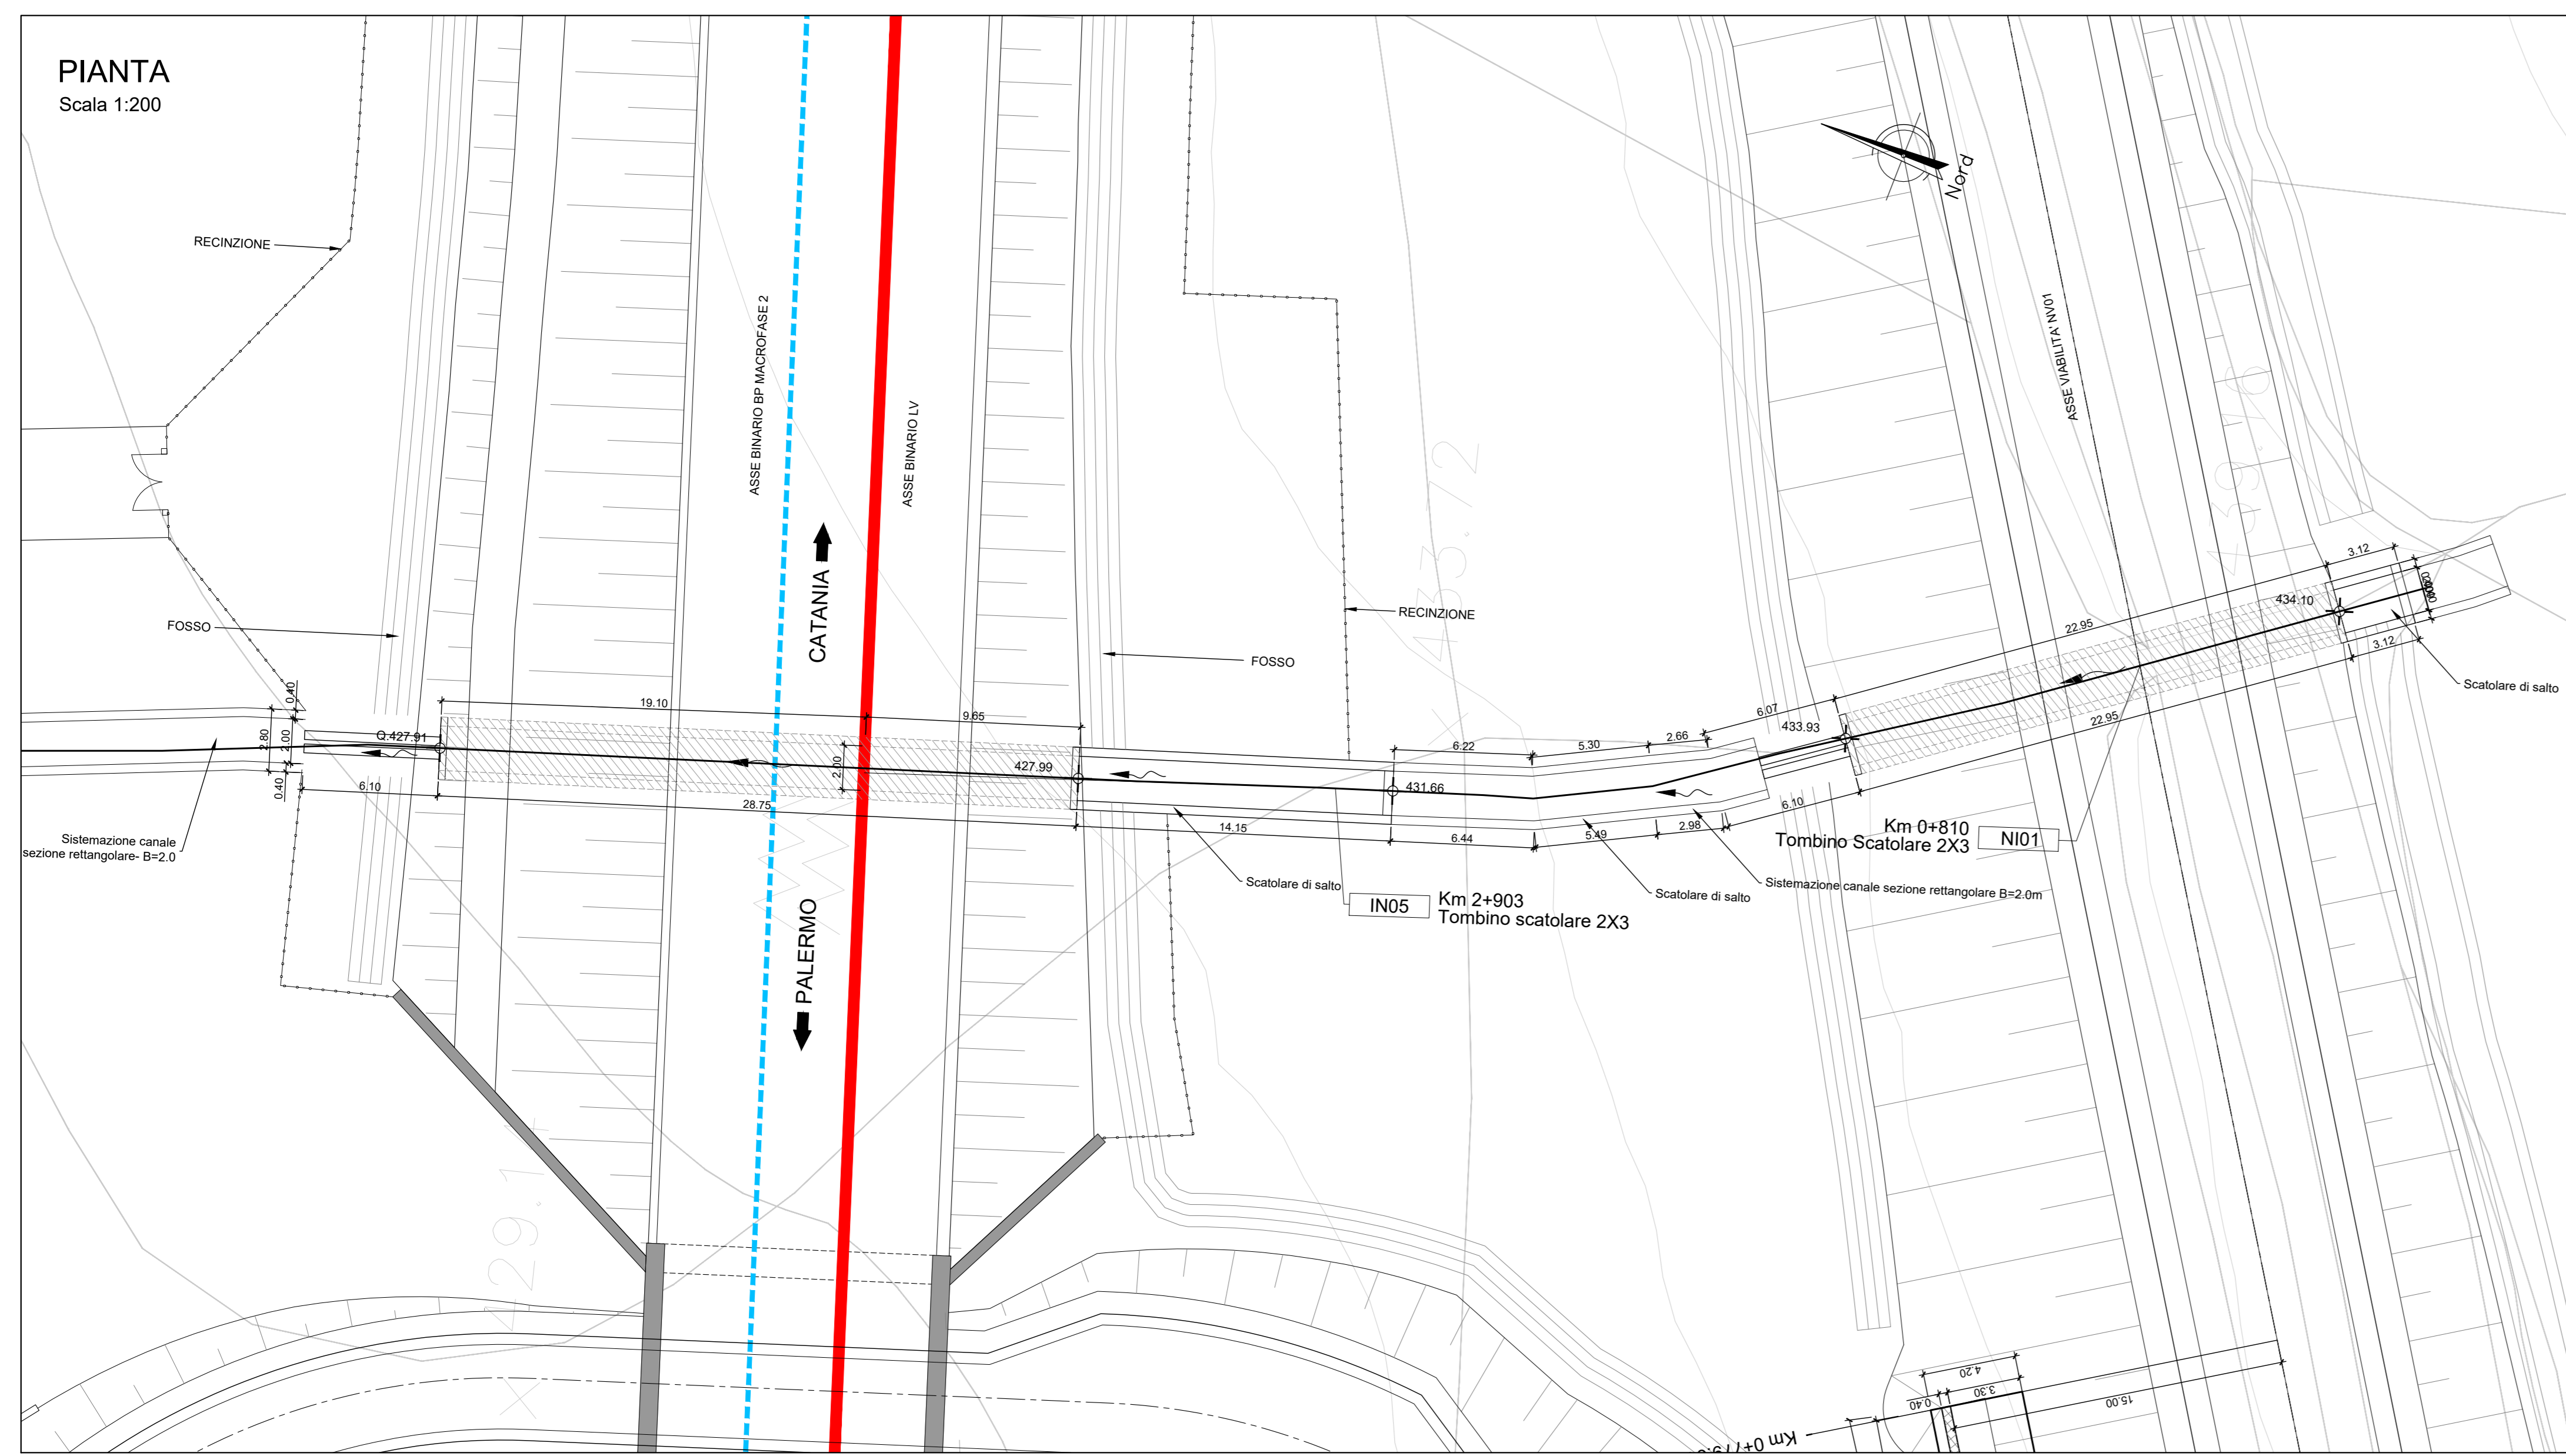 PIANTA
Scala 1:200
RECINZIONE
FOSSO
ASSE BINARIO BP MACROFASE 2
ASSE BINARIO LV
CATANIA
PALERMO
Nord
ASSE VIABILITA' NV01
RECINZIONE
FOSSO
0.40
2.80
2.00
0.40
Q.427.91
6.10
19.10
9.65
2.00
28.75
427.99
6.22
5.30
2.66
6.07
433.93
431.66
14.15
6.44
5.49
2.98
6.10
22.95
22.95
434.10
3.12
3.12
Scatolare di salto
Sistemazione canale
sezione rettangolare- B=2.0
Scatolare di salto
IN05
Km 2+903
Tombino scatolare 2X3
Scatolare di salto
Sistemazione canale sezione rettangolare B=2.0m
Km 0+810
Tombino Scatolare 2X3
NI01
4.20
3.30
0.40
15.00